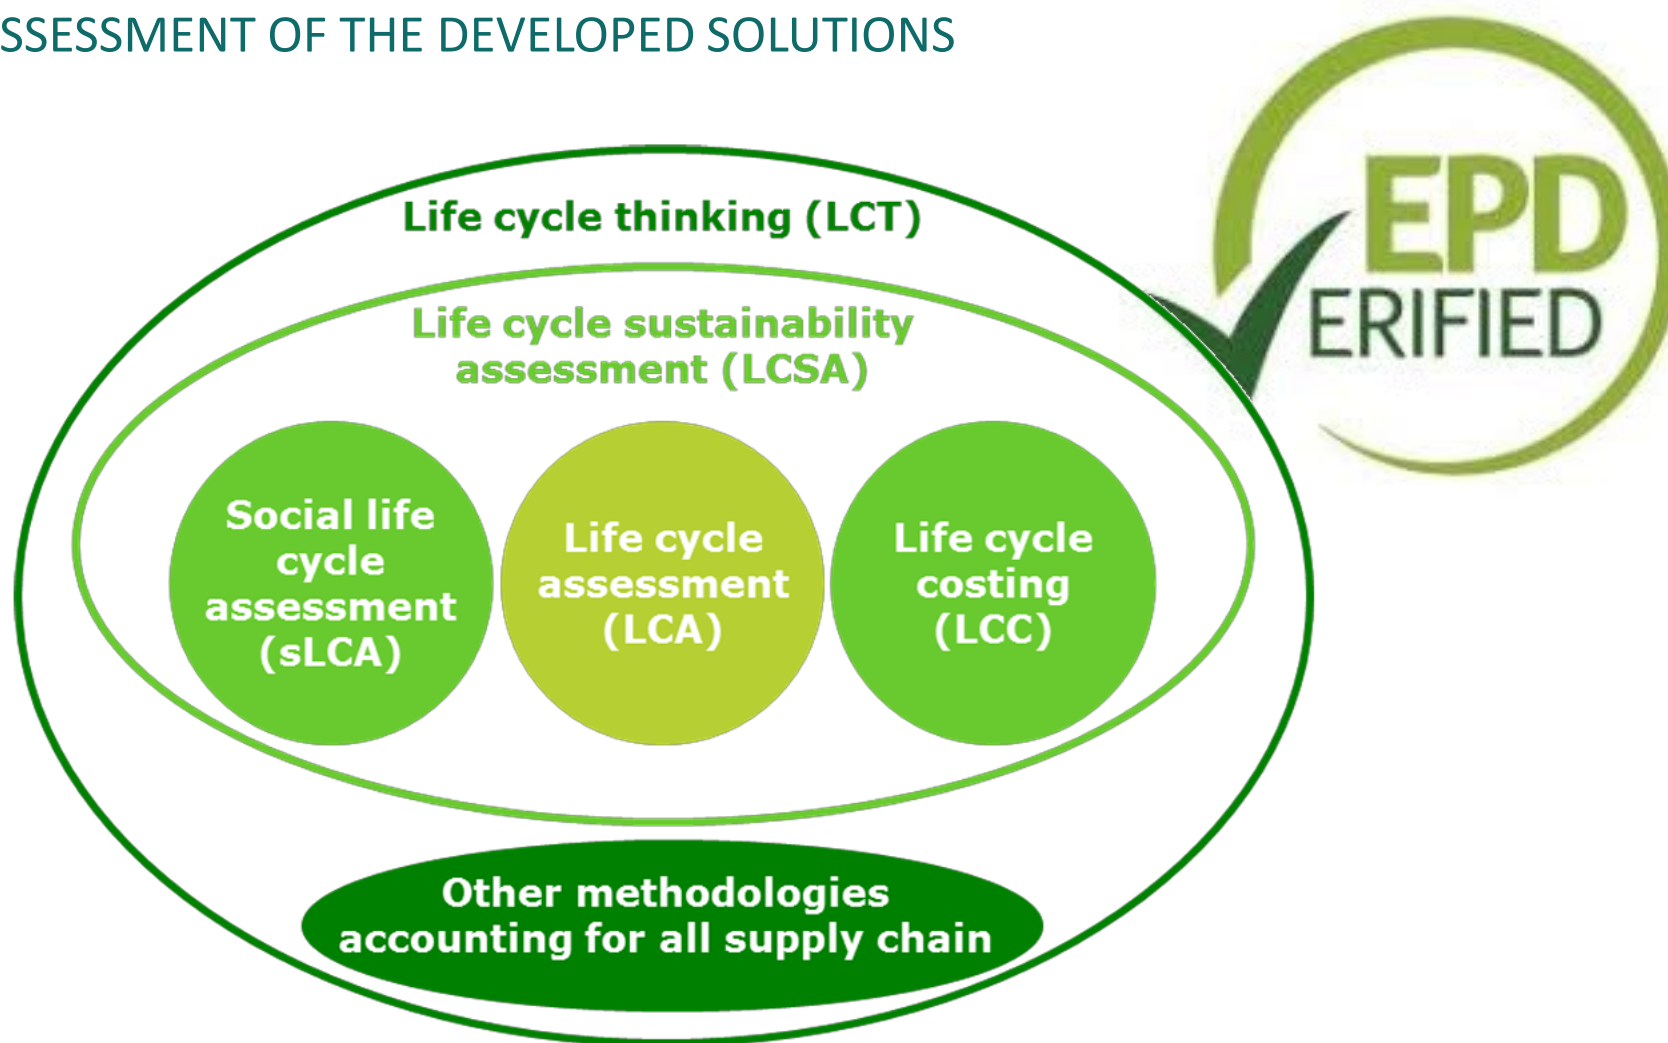 SSESSMENT OF THE DEVELOPED SOLUTIONS
EPD
ERIFIED
Life cycle thinking (LCT)
Life cycle sustainability
assessment (LCSA)
Social life
cycle
assessment
(sLCA)
Life cycle
assessment
(LCA)
Life cycle
costing
(LCC)
Other methodologies
accounting for all supply chain